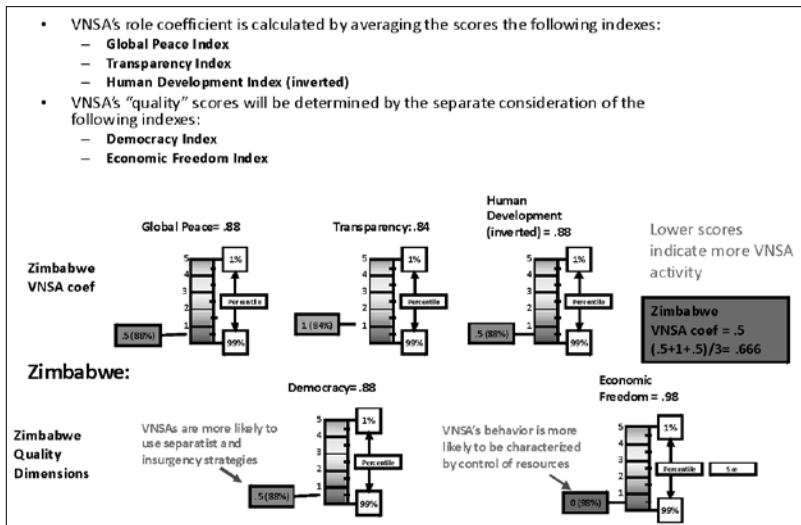 • VNSA's role coefficient is calculated by averaging the scores the following indexes:
– Global Peace Index
– Transparency Index
– Human Development Index (inverted)
• VNSA's "quality" scores will be determined by the separate consideration of the
following indexes:
– Democracy Index
– Economic Freedom Index
Zimbabwe
VNSA coef
Global Peace= .88
5
4
3
2
1
1%
Percentile
99%
.5 (88%)
Transparency:.84
5
4
3
2
1
1%
Percentile
99%
1 (84%)
Human
Development
(inverted) = .88
5
4
3
2
1
1%
Percentile
99%
.5 (88%)
Lower scores
indicate more VNSA
activity
Zimbabwe
VNSA coef = .5
(.5+1+.5)/3= .666
Zimbabwe:
Zimbabwe
Quality
Dimensions
VNSAs are more likely to
use separatist and
insurgency strategies
Democracy= .88
5
4
3
2
1
1%
Percentile
99%
.5 (88%)
VNSA's behavior is more
likely to be characterized
by control of resources
Economic
Freedom= .98
5
4
3
2
1
1%
Percentile
99%
0 (98%)